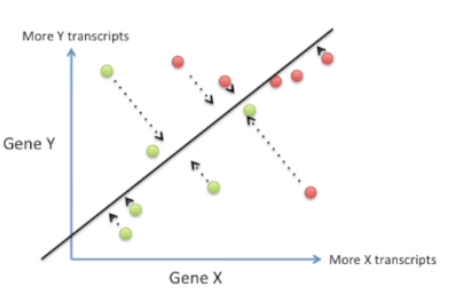 More Y transcripts
Gene Y
More X transcripts
Gene X